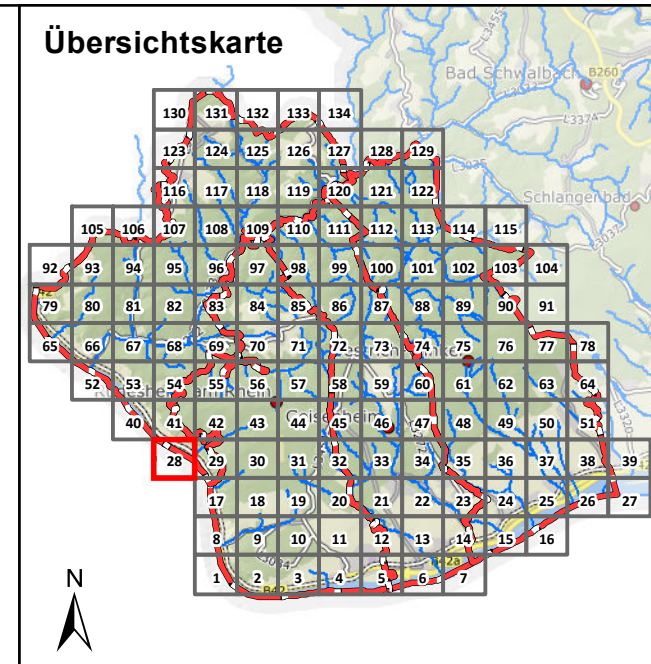 Übersichtskarte
L3455
Bad Schwalbach
B260
L3374
130 131 132 133 134
123 124 125 126 127 128 129
L3035
116 117 118 119 120 121 122
Schlangenbad
L3037
105 106 107 108 109 110 111 112 113 114 115
92 93 94 95 96 97 98 99 100 101 102 103 104
79 80 81 82 83 84 85 86 87 88 89 90 91
65 66 67 68 69 70 71 72 73 74 75 76 77 78
52 53 54 55 56 57 58 59 60 61 62 63 64
L3320
40 41 42 43 44 45 46 47 48 49 50 51
Geisenheim
28 29 30 31 32 33 34 35 36 37 38 39
17 18 19 20 21 22 23 24 25 26 27
8 9 10 11 12 13 14 15 16
L3034
B42a
1 2 3 4 5 6 7
B42
N